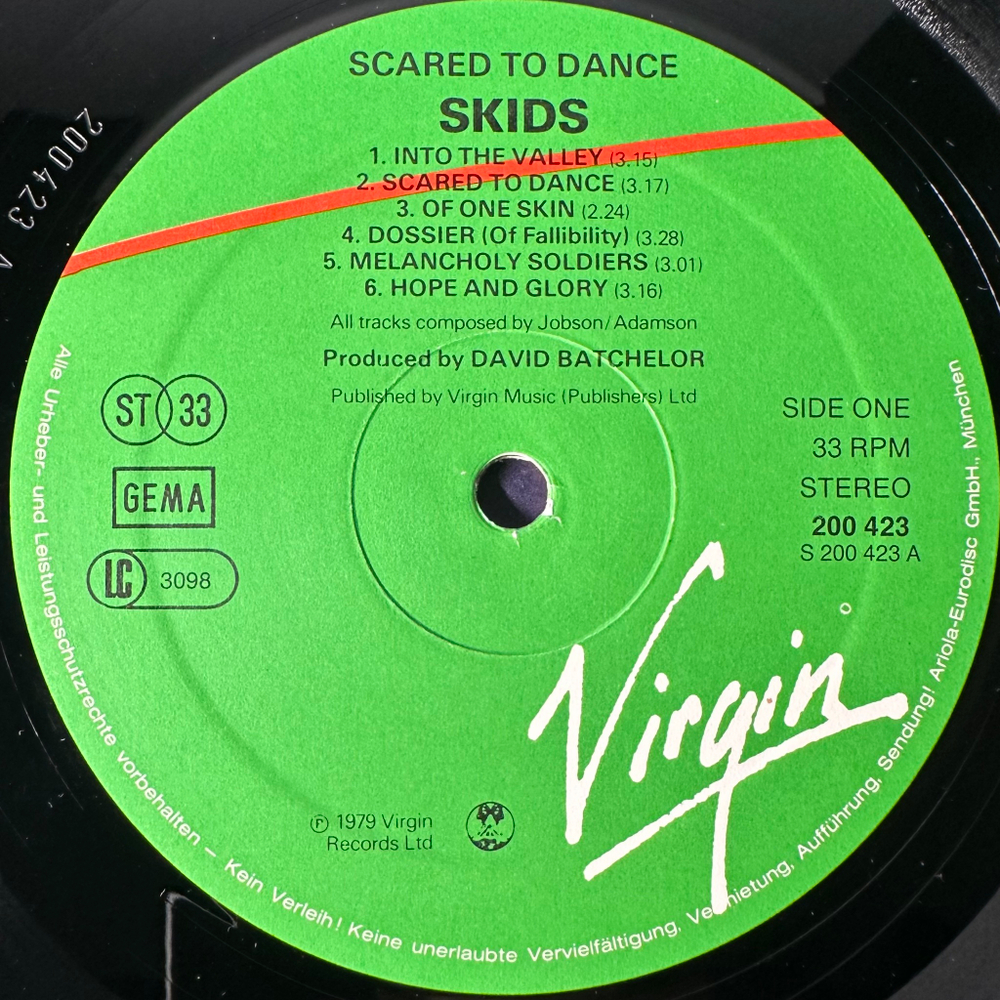 SCARED TO DANCE
SKIDS
1. INTO THE VALLEY (3.15)
2. SCARED TO DANCE (3.17)
3. OF ONE SKIN (2.24)
4. DOSSIER (Of Fallibility) (3.28)
5. MELANCHOLY SOLDIERS (3.01)
6. HOPE AND GLORY (3.16)
All tracks composed by Jobson/Adamson
Produced by DAVID BATCHELOR
Published by Virgin Music (Publishers) Ltd
ST 33
GEMA
LC 3098
SIDE ONE
33 RPM
STEREO
200 423
S 200 423 A
Virgin
℗ 1979 Virgin
Records Ltd
Alle Urheber- und Leistungsschutzrechte vorbehalten – Kein Verleih! Keine unerlaubte Vervielfältigung, Vermietung, Aufführung, Sendung! Ariola-Eurodisc GmbH., München
200423